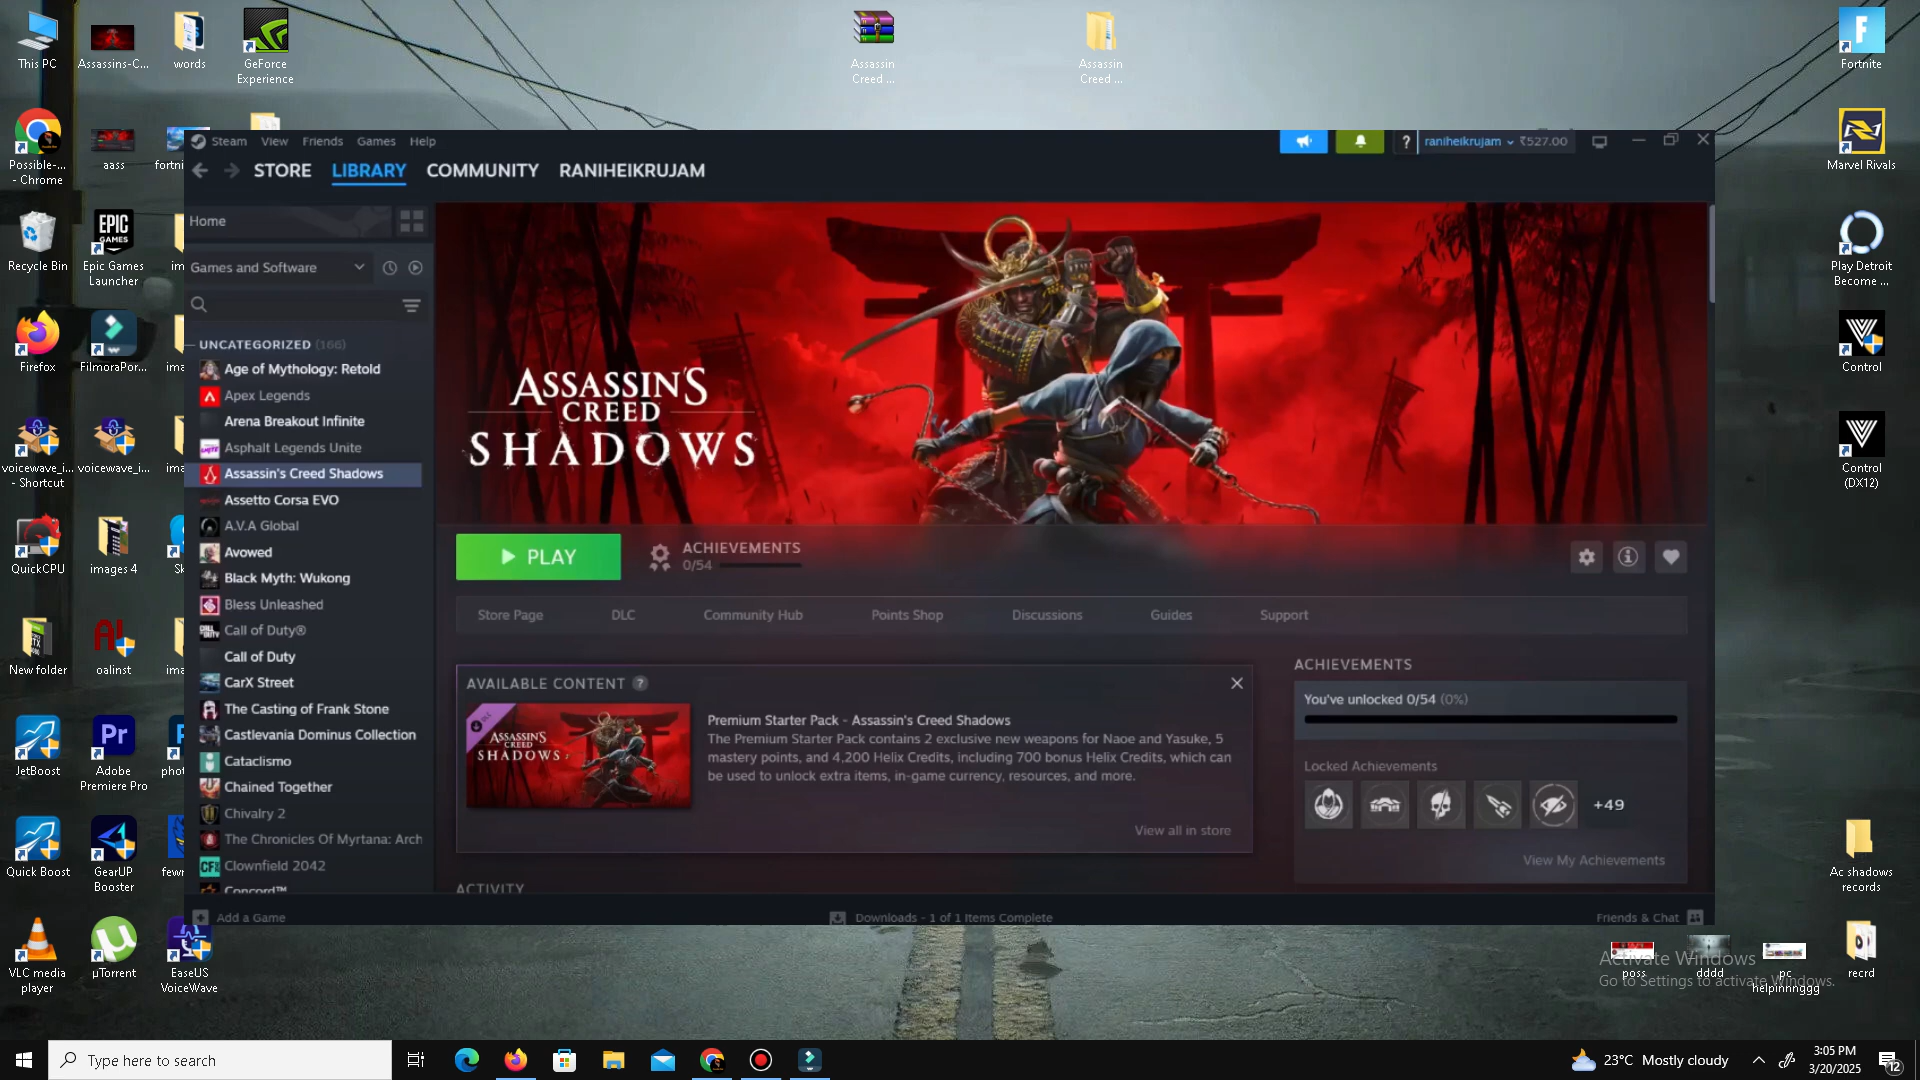 This PC
Assassins-C...
words
GeForce
Experience
Assassin
Creed ...
Assassin
Creed ...
Fortnite
Possible-...
- Chrome
aass
Marvel Rivals
Recycle Bin
Epic Games
Launcher
Play Detroit
Become ...
Firefox
FilmoraPor...
Control
voicewave_i...
- Shortcut
voicewave_i...
Control
(DX12)
QuickCPU
images 4
New folder
oalinst
JetBoost
Adobe
Premiere Pro
Quick Boost
GearUP
Booster
Ac shadows
records
VLC media
player
µTorrent
EaseUS
VoiceWave
poss
dddd
pc
helpinnnggg
recrd
Steam View Friends Games Help
raniheikrujam ₹527.00
STORE LIBRARY COMMUNITY RANIHEIKRUJAM
Home
Games and Software
UNCATEGORIZED (166)
Age of Mythology: Retold
Apex Legends
Arena Breakout Infinite
Asphalt Legends Unite
Assassin's Creed Shadows
Assetto Corsa EVO
A.V.A Global
Avowed
Black Myth: Wukong
Bless Unleashed
Call of Duty®
Call of Duty
CarX Street
The Casting of Frank Stone
Castlevania Dominus Collection
Cataclismo
Chained Together
Chivalry 2
The Chronicles Of Myrtana: Arch
Clownfield 2042
Concord™
Add a Game
ASSASSIN'S
CREED
SHADOWS
PLAY
ACHIEVEMENTS
0/54
Store Page DLC Community Hub Points Shop Discussions Guides Support
AVAILABLE CONTENT ?
DLC
ASSASSIN'S
CREED
SHADOWS
Premium Starter Pack - Assassin's Creed Shadows
The Premium Starter Pack contains 2 exclusive new weapons for Naoe and Yasuke, 5
mastery points, and 4,200 Helix Credits, including 700 bonus Helix Credits, which can
be used to unlock extra items, in-game currency, resources, and more.
View all in store
ACTIVITY
ACHIEVEMENTS
You've unlocked 0/54 (0%)
Locked Achievements
+49
View My Achievements
Downloads - 1 of 1 Items Complete
Friends & Chat
Activate Windows
Go to Settings to activate Windows.
Type here to search
23°C Mostly cloudy
3:05 PM
3/20/2025
12